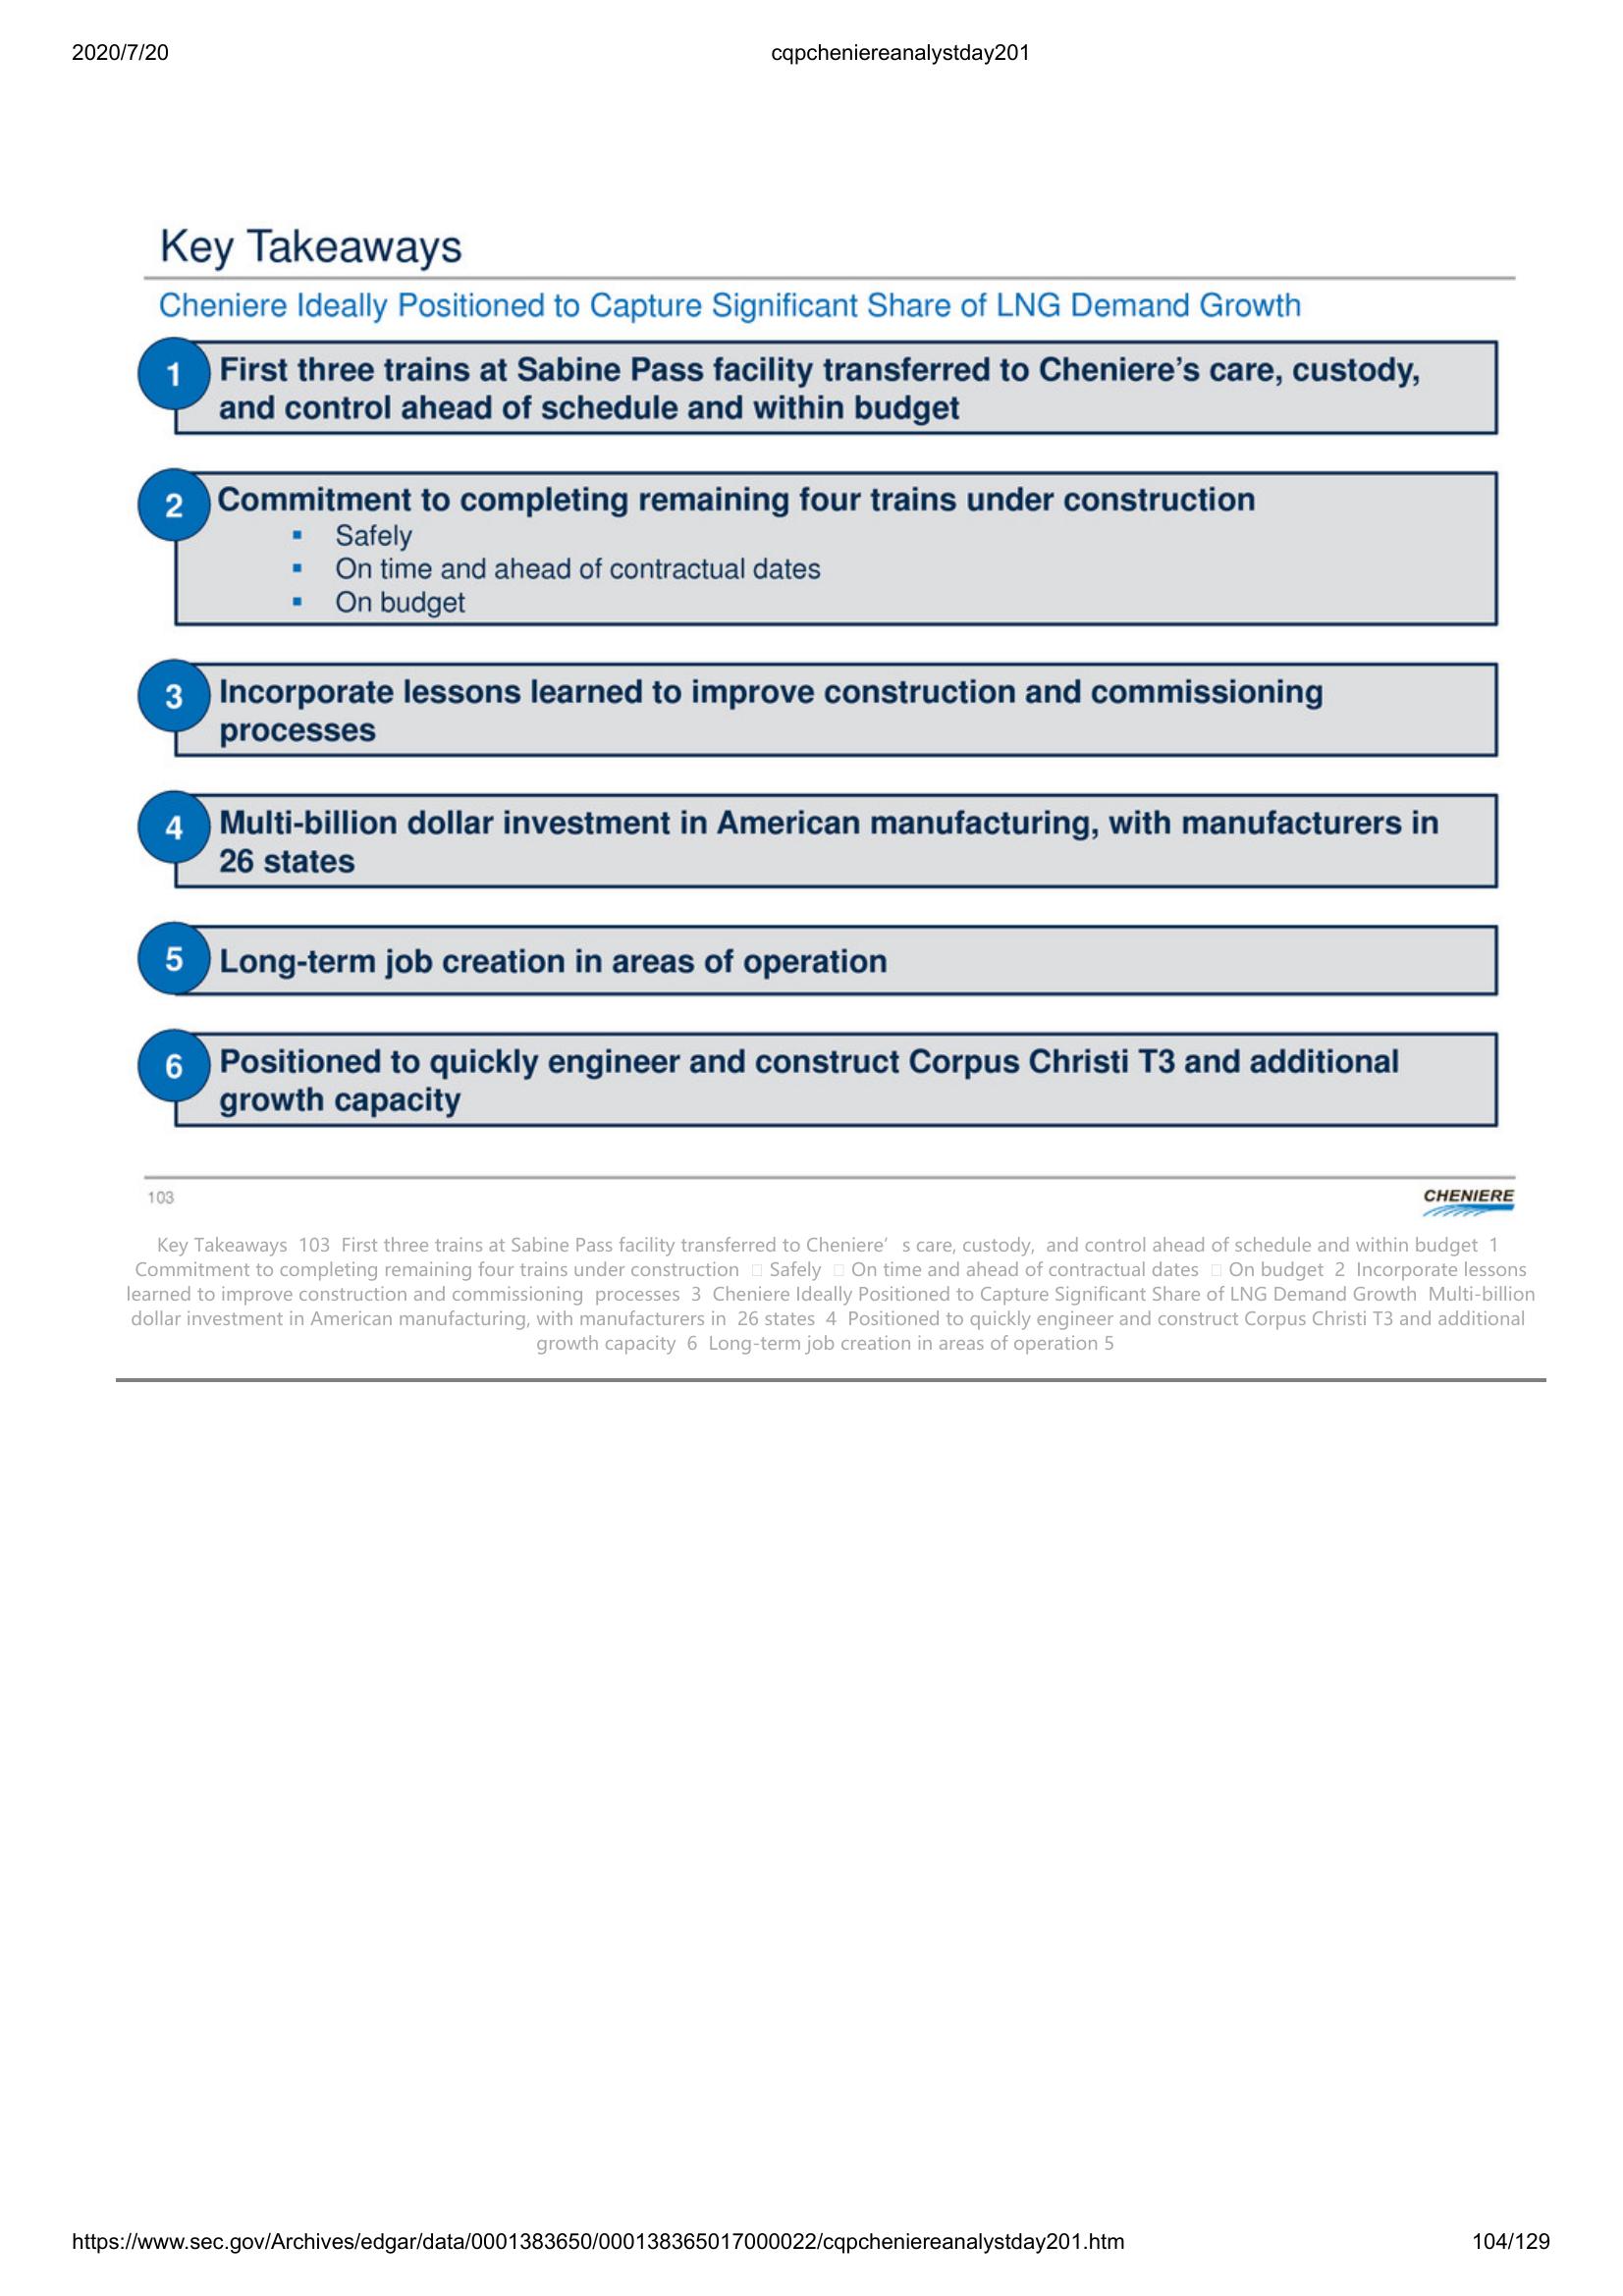 2020/7/20
cqpcheniereanalystday201
Key Takeaways
Cheniere Ideally Positioned to Capture Significant Share of LNG Demand Growth
1
First three trains at Sabine Pass facility transferred to Cheniere’s care, custody,
and control ahead of schedule and within budget
2
Commitment to completing remaining four trains under construction
▪ Safely
▪ On time and ahead of contractual dates
▪ On budget
3
Incorporate lessons learned to improve construction and commissioning
processes
4
Multi-billion dollar investment in American manufacturing, with manufacturers in
26 states
5
Long-term job creation in areas of operation
6
Positioned to quickly engineer and construct Corpus Christi T3 and additional
growth capacity
103
CHENIERE
Key Takeaways 103 First three trains at Sabine Pass facility transferred to Cheniere’ s care, custody, and control ahead of schedule and within budget 1
Commitment to completing remaining four trains under construction  Safely  On time and ahead of contractual dates  On budget 2 Incorporate lessons
learned to improve construction and commissioning processes 3 Cheniere Ideally Positioned to Capture Significant Share of LNG Demand Growth Multi-billion
dollar investment in American manufacturing, with manufacturers in 26 states 4 Positioned to quickly engineer and construct Corpus Christi T3 and additional
growth capacity 6 Long-term job creation in areas of operation 5
https://www.sec.gov/Archives/edgar/data/0001383650/000138365017000022/cqpcheniereanalystday201.htm
104/129